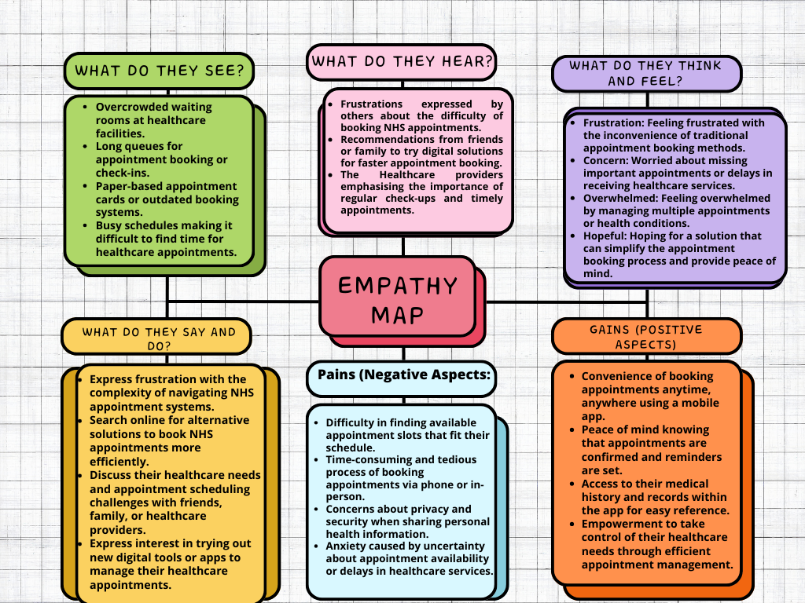 WHAT DO THEY SEE?
• Overcrowded waiting
rooms at healthcare
facilities.
• Long queues for
appointment booking or
check-ins.
• Paper-based appointment
cards or outdated booking
systems.
• Busy schedules making it
difficult to find time for
healthcare appointments.
WHAT DO THEY HEAR?
• Frustrations expressed by
others about the difficulty of
booking NHS appointments.
• Recommendations from friends
or family to try digital solutions
for faster appointment booking.
• The Healthcare providers
emphasising the importance of
regular check-ups and timely
appointments.
WHAT DO THEY THINK
AND FEEL?
• Frustration: Feeling frustrated with
the inconvenience of traditional
appointment booking methods.
• Concern: Worried about missing
important appointments or delays in
receiving healthcare services.
• Overwhelmed: Feeling overwhelmed
by managing multiple appointments
or health conditions.
• Hopeful: Hoping for a solution that
can simplify the appointment
booking process and provide peace of
mind.
EMPATHY
MAP
WHAT DO THEY SAY AND
DO?
• Express frustration with the
complexity of navigating NHS
appointment systems.
• Search online for alternative
solutions to book NHS
appointments more
efficiently.
• Discuss their healthcare needs
and appointment scheduling
challenges with friends,
family, or healthcare
providers.
• Express interest in trying out
new digital tools or apps to
manage their healthcare
appointments.
Pains (Negative Aspects:
• Difficulty in finding available
appointment slots that fit their
schedule.
• Time-consuming and tedious
process of booking
appointments via phone or in-
person.
• Concerns about privacy and
security when sharing personal
health information.
• Anxiety caused by uncertainty
about appointment availability
or delays in healthcare services.
GAINS (POSITIVE
ASPECTS)
• Convenience of booking
appointments anytime,
anywhere using a mobile
app.
• Peace of mind knowing
that appointments are
confirmed and reminders
are set.
• Access to their medical
history and records within
the app for easy reference.
• Empowerment to take
control of their healthcare
needs through efficient
appointment management.